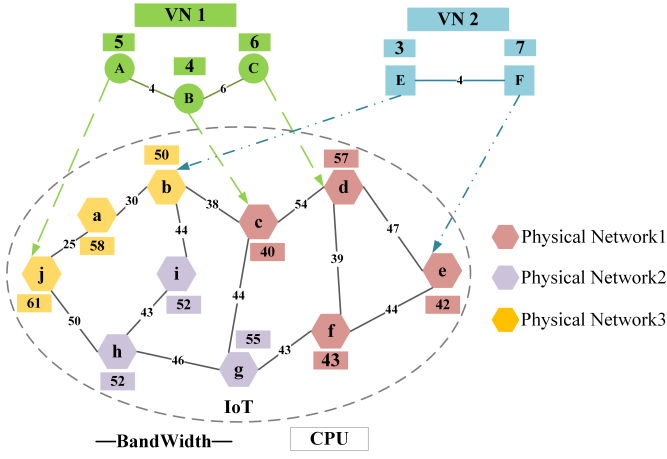 VN 1
VN 2
5
6
3
7
4
A
C
E
4
F
4
6
B
50
57
b
d
30
38
54
a
c
44
47
58
40
25
39
j
i
e
Physical Network1
Physical Network2
Physical Network3
61
52
42
44
50
43
44
f
55
43
h
46
g
43
52
IoT
BandWidth
CPU